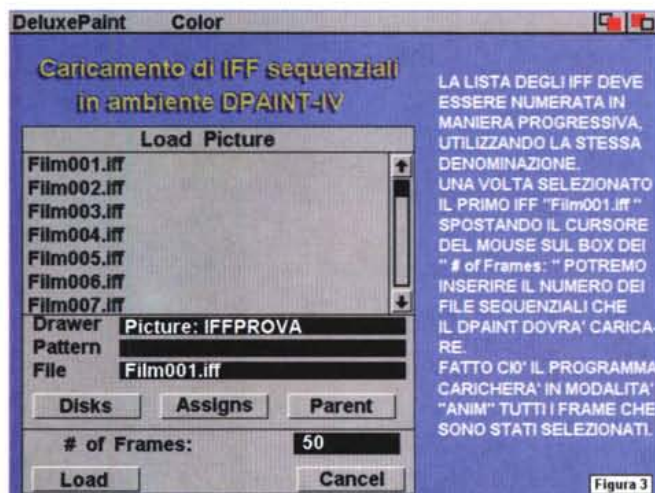 DeluxePaint Color
Caricamento di IFF sequenziali
in ambiente DPAINT-IV
Load Picture
Film001.iff
Film002.iff
Film003.iff
Film004.iff
Film005.iff
Film006.iff
Film007.iff
Drawer Picture: IFFPROVA
Pattern
File Film001.iff
Disks Assigns Parent
# of Frames: 50
Load Cancel
LA LISTA DEGLI IFF DEVE
ESSERE NUMERATA IN
MANIERA PROGRESSIVA,
UTILIZZANDO LA STESSA
DENOMINAZIONE.
UNA VOLTA SELEZIONATO
IL PRIMO IFF "Film001.iff"
SPOSTANDO IL CURSORE
DEL MOUSE SUL BOX DEI
" # of Frames: " POTREMO
INSERIRE IL NUMERO DEI
FILE SEQUENZIALI CHE
IL DPAINT DOVRA' CARICA-
RE.
FATTO CIO' IL PROGRAMMA
CARICHERA' IN MODALITA'
"ANIM" TUTTI I FRAME CHE
SONO STATI SELEZIONATI.
Figura 3